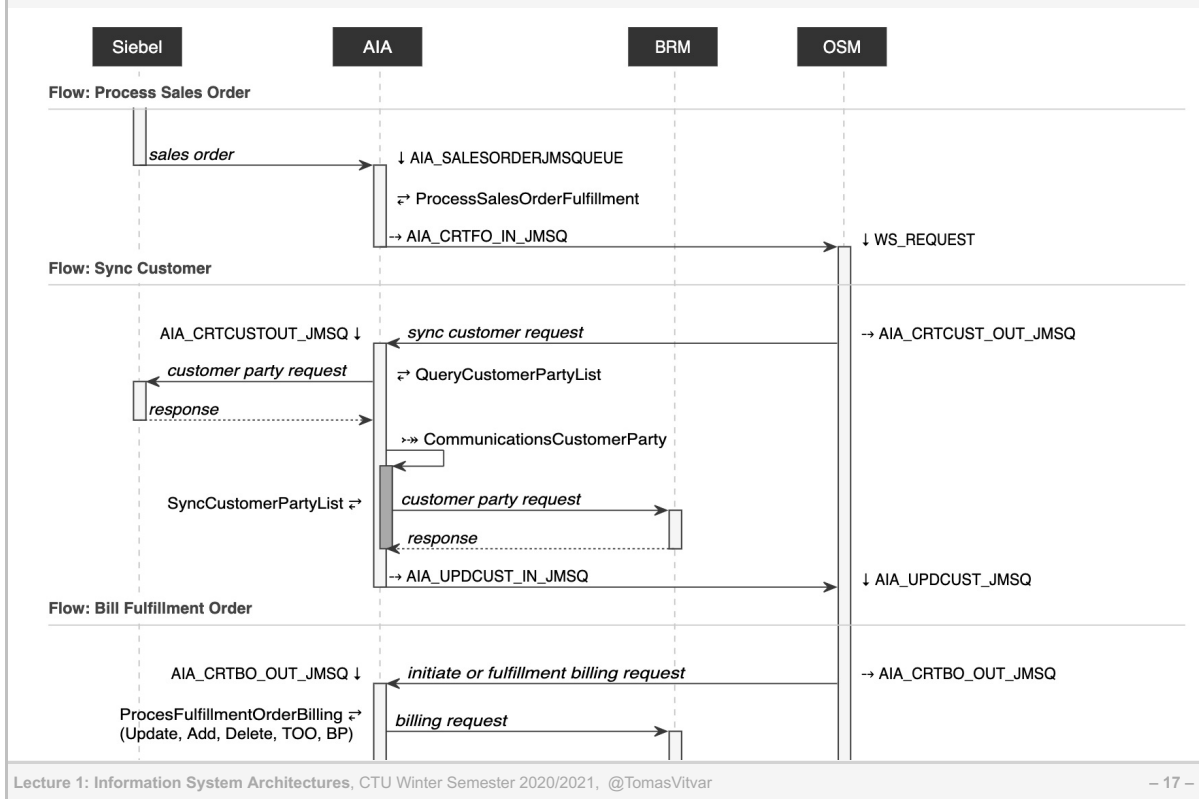 Siebel AIA BRM OSM
Flow: Process Sales Order
sales order ↓ AIA_SALESORDERJMSQUEUE
⇄ ProcessSalesOrderFulfillment
⇢ AIA_CRTFO_IN_JMSQ ↓ WS_REQUEST
Flow: Sync Customer
AIA_CRTCUSTOUT_JMSQ ↓ sync customer request ⇢ AIA_CRTCUST_OUT_JMSQ
customer party request ⇄ QueryCustomerPartyList
response
⤐ CommunicationsCustomerParty
SyncCustomerPartyList ⇄ customer party request
response
⇢ AIA_UPDCUST_IN_JMSQ ↓ AIA_UPDCUST_JMSQ
Flow: Bill Fulfillment Order
AIA_CRTBO_OUT_JMSQ ↓ initiate or fulfillment billing request ⇢ AIA_CRTBO_OUT_JMSQ
ProcesFulfillmentOrderBilling ⇄ billing request
(Update, Add, Delete, TOO, BP)
Lecture 1: Information System Architectures, CTU Winter Semester 2020/2021, @TomasVitvar – 17 –